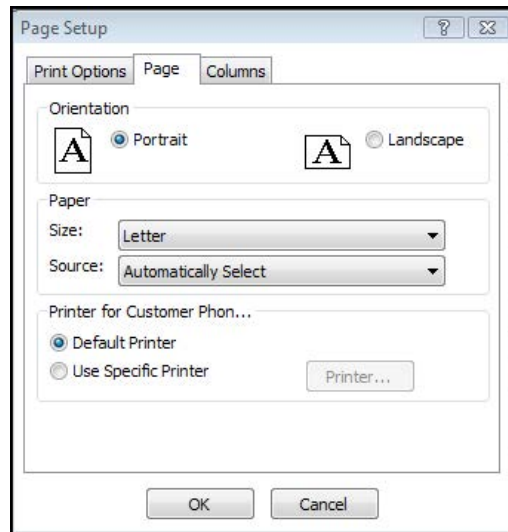 Page Setup
Print Options Page Columns
Orientation
A Portrait A Landscape
Paper
Size: Letter
Source: Automatically Select
Printer for Customer Phon...
Default Printer
Use Specific Printer Printer...
OK Cancel